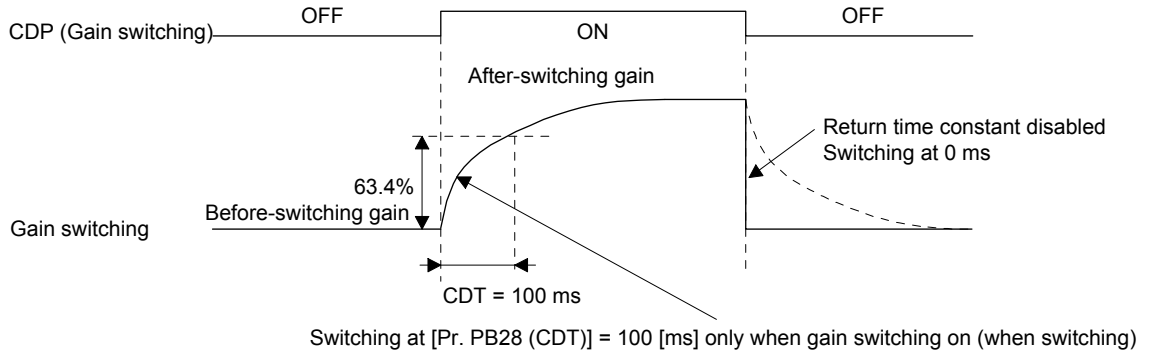 OFF
OFF
CDP (Gain switching)
ON
After-switching gain
Return time constant disabled
Switching at 0 ms
63.4%
Before-switching gain
Gain switching
CDT = 100 ms
Switching at [Pr. PB28 (CDT)] = 100 [ms] only when gain switching on (when switching)